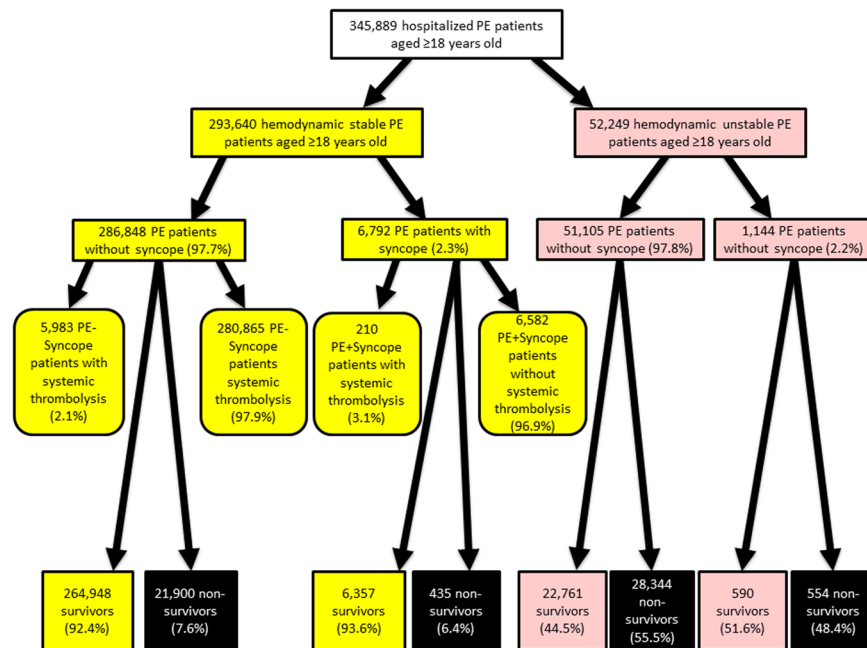 345,889 hospitalized PE patients
aged ≥18 years old
293,640 hemodynamic stable PE
patients aged ≥18 years old
52,249 hemodynamic unstable PE
patients aged ≥18 years old
286,848 PE patients
without syncope (97.7%)
6,792 PE patients with
syncope (2.3%)
51,105 PE patients
without syncope (97.8%)
1,144 PE patients
without syncope (2.2%)
5,983 PE-
Syncope
patients with
systemic
thrombolysis
(2.1%)
280,865 PE-
Syncope
patients
systemic
thrombolysis
(97.9%)
210
PE+Syncope
patients with
systemic
thrombolysis
(3.1%)
6,582
PE+Syncope
patients
without
systemic
thrombolysis
(96.9%)
264,948
survivors
(92.4%)
21,900 non-
survivors
(7.6%)
6,357
survivors
(93.6%)
435 non-
survivors
(6.4%)
22,761
survivors
(44.5%)
28,344
non-
survivors
(55.5%)
590
survivors
(51.6%)
554 non-
survivors
(48.4%)